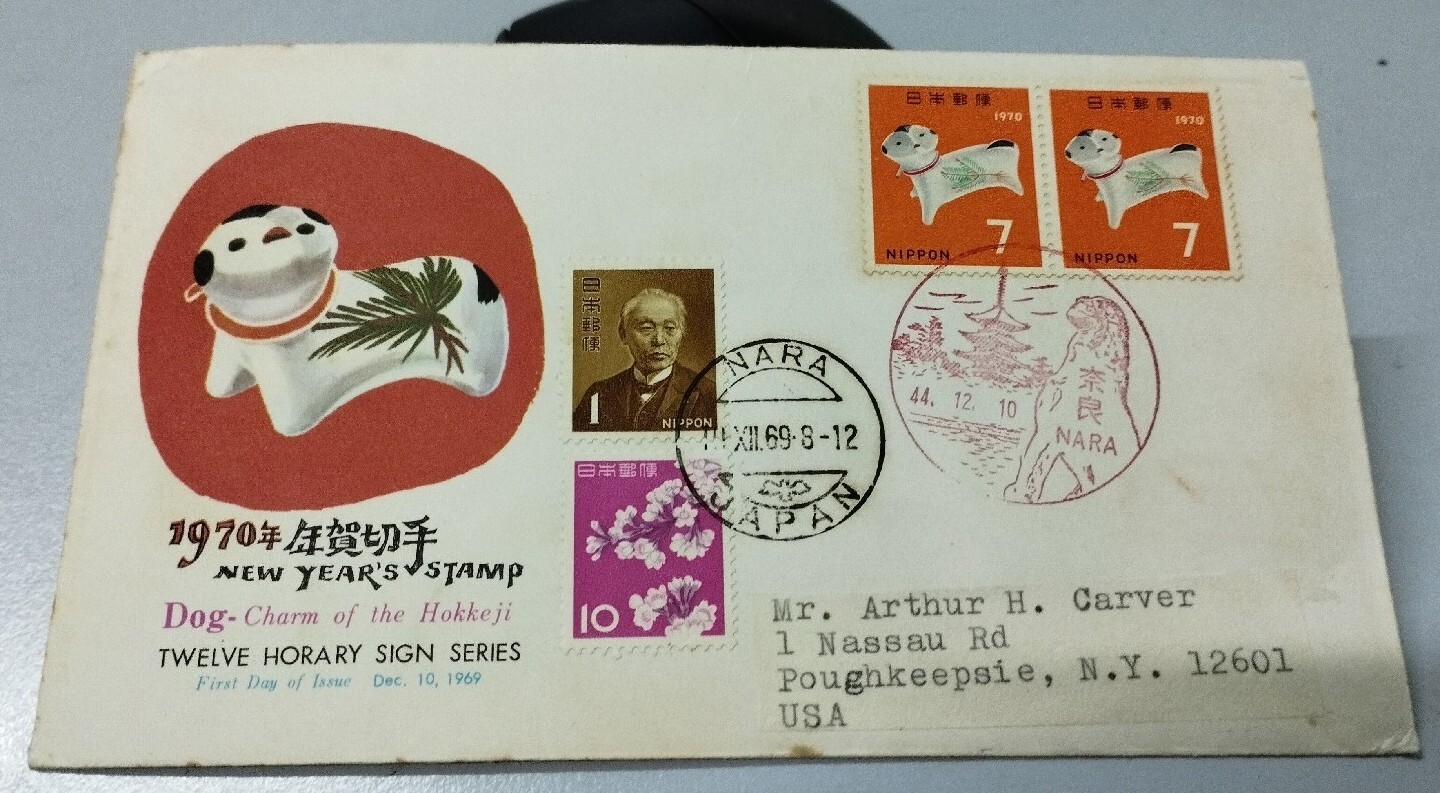 1970年 年賀切手
NEW YEAR'S STAMP
Dog- Charm of the Hokkeji
TWELVE HORARY SIGN SERIES
First Day of Issue Dec. 10, 1969
日本郵便
1
NIPPON
日本郵便
10
日本郵便
1970
7
NIPPON
日本郵便
1970
7
NIPPON
NARA
XII.69.8-12
JAPAN
44. 12. 10
奈良
NARA
Mr. Arthur H. Carver
1 Nassau Rd
Poughkeepsie, N.Y. 12601
USA